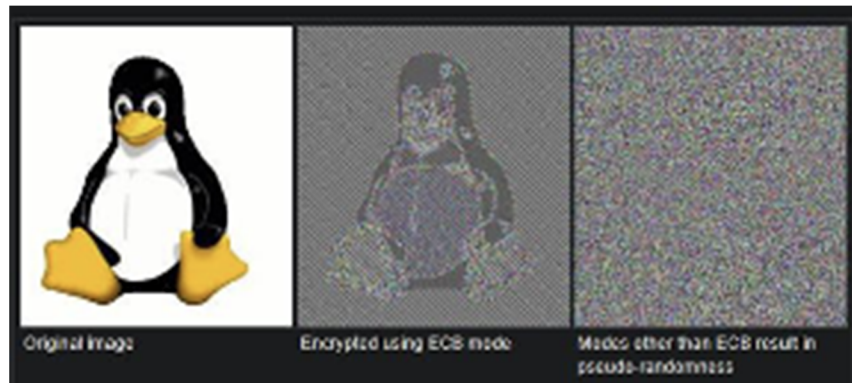 Original image
Encrypted using ECB mode
Modes other than ECB result in
pseudo-randomness